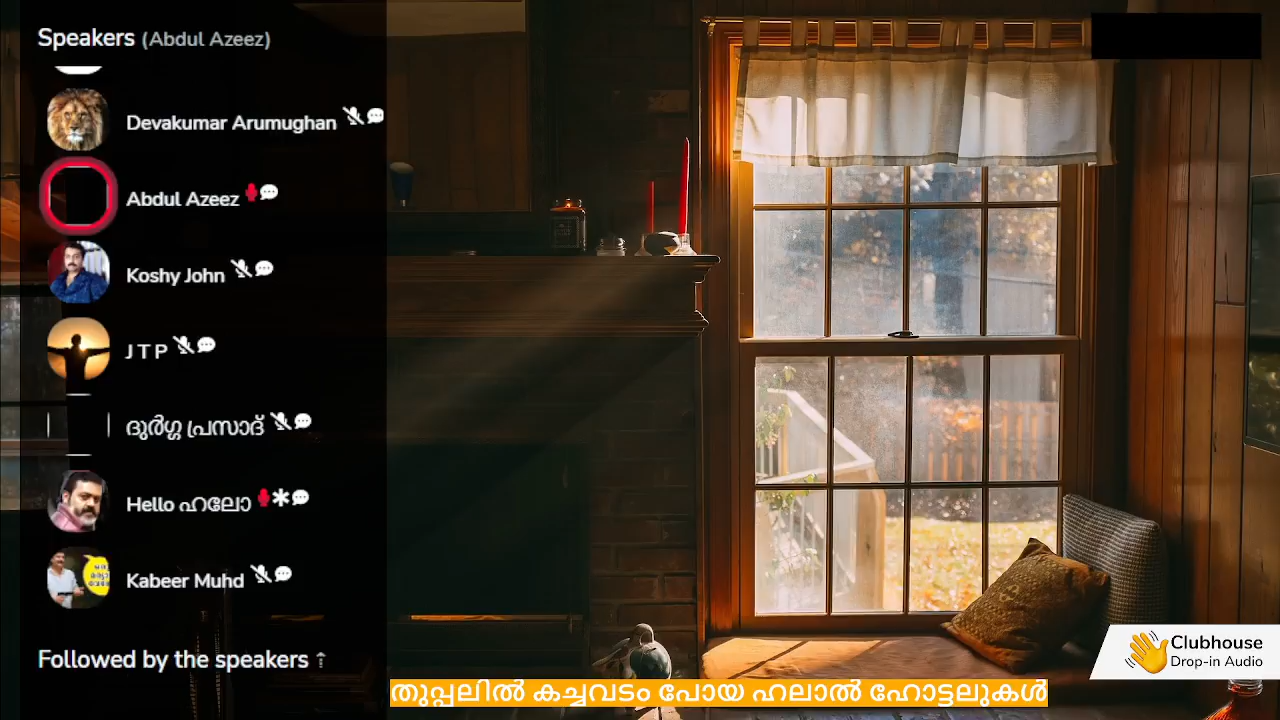 Speakers (Abdul Azeez)
Devakumar Arumughan
Abdul Azeez
Koshy John
J T P
ദുർഗ്ഗ പ്രസാദ്
Hello ഹലോ
Kabeer Muhd
Followed by the speakers ⇡
Clubhouse
Drop-in Audio
തുപ്പലിൽ കച്ചവടം പോയ ഹലാൽ ഹോട്ടലുകൾ